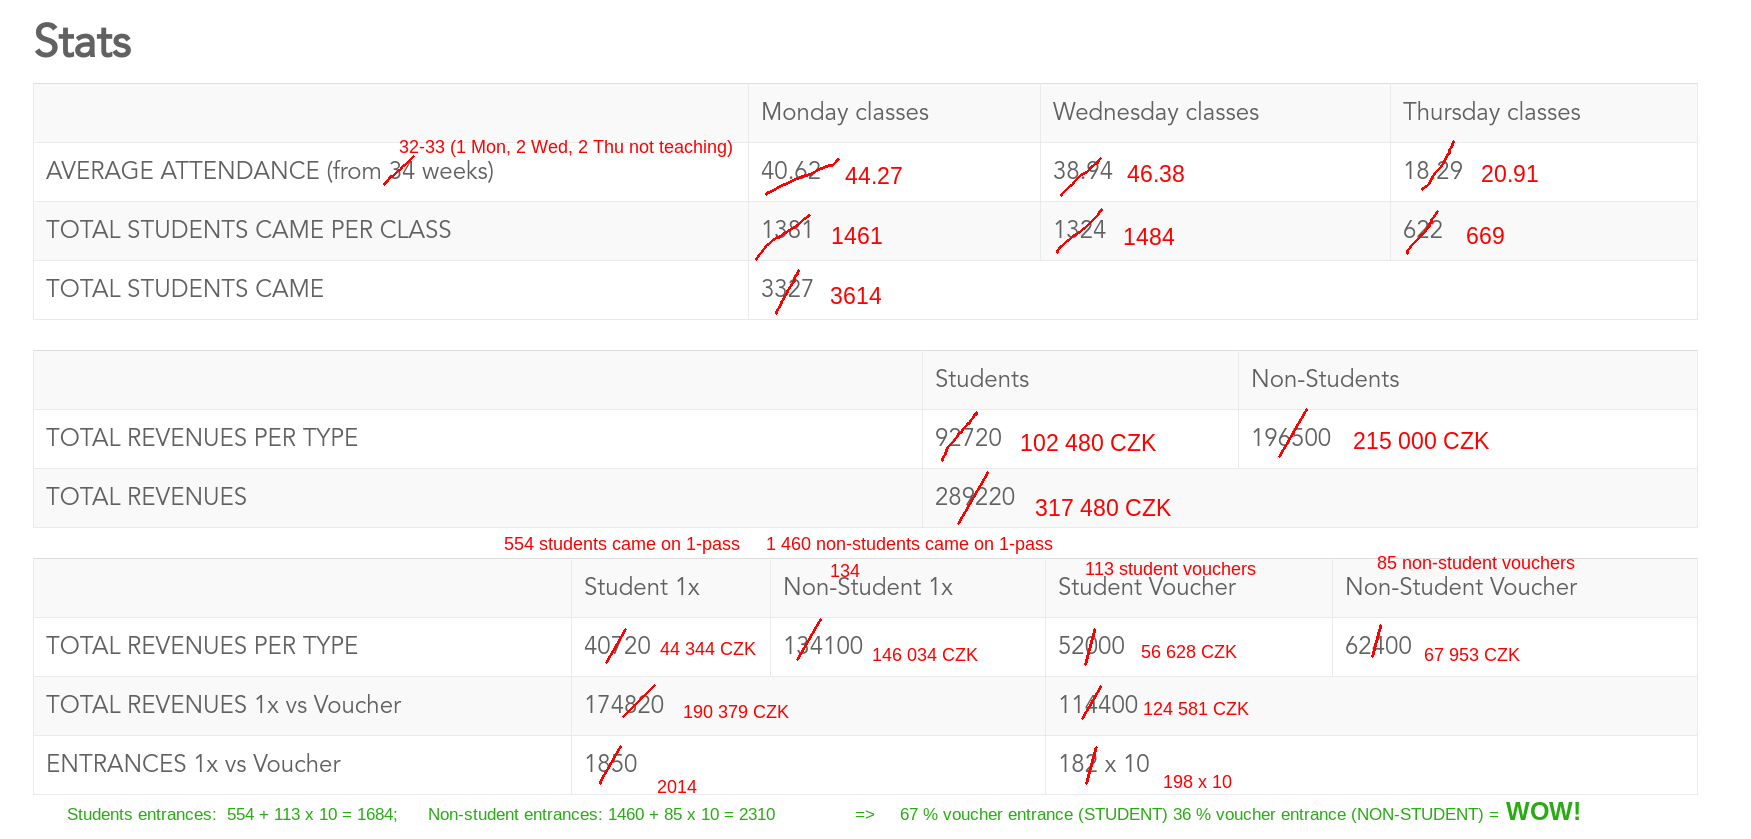 Stats
Monday classes Wednesday classes Thursday classes
32-33 (1 Mon, 2 Wed, 2 Thu not teaching)
AVERAGE ATTENDANCE (from 34 weeks) 40.62 44.27 38.94 46.38 18.29 20.91
TOTAL STUDENTS CAME PER CLASS 1381 1461 1324 1484 622 669
TOTAL STUDENTS CAME 3327 3614
Students Non-Students
TOTAL REVENUES PER TYPE 92720 102 480 CZK 196500 215 000 CZK
TOTAL REVENUES 289220 317 480 CZK
554 students came on 1-pass 1 460 non-students came on 1-pass
134 113 student vouchers 85 non-student vouchers
Student 1x Non-Student 1x Student Voucher Non-Student Voucher
TOTAL REVENUES PER TYPE 40720 44 344 CZK 134100 146 034 CZK 52000 56 628 CZK 62400 67 953 CZK
TOTAL REVENUES 1x vs Voucher 174820 190 379 CZK 114400 124 581 CZK
ENTRANCES 1x vs Voucher 1850 2014 182 x 10 198 x 10
Students entrances: 554 + 113 x 10 = 1684; Non-student entrances: 1460 + 85 x 10 = 2310 => 67 % voucher entrance (STUDENT) 36 % voucher entrance (NON-STUDENT) = WOW!